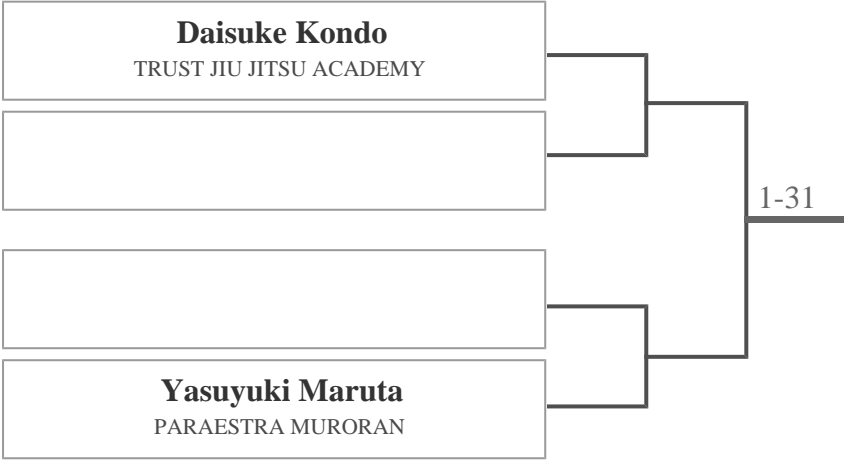 Daisuke Kondo
TRUST JIU JITSU ACADEMY
1-31
Yasuyuki Maruta
PARAESTRA MURORAN